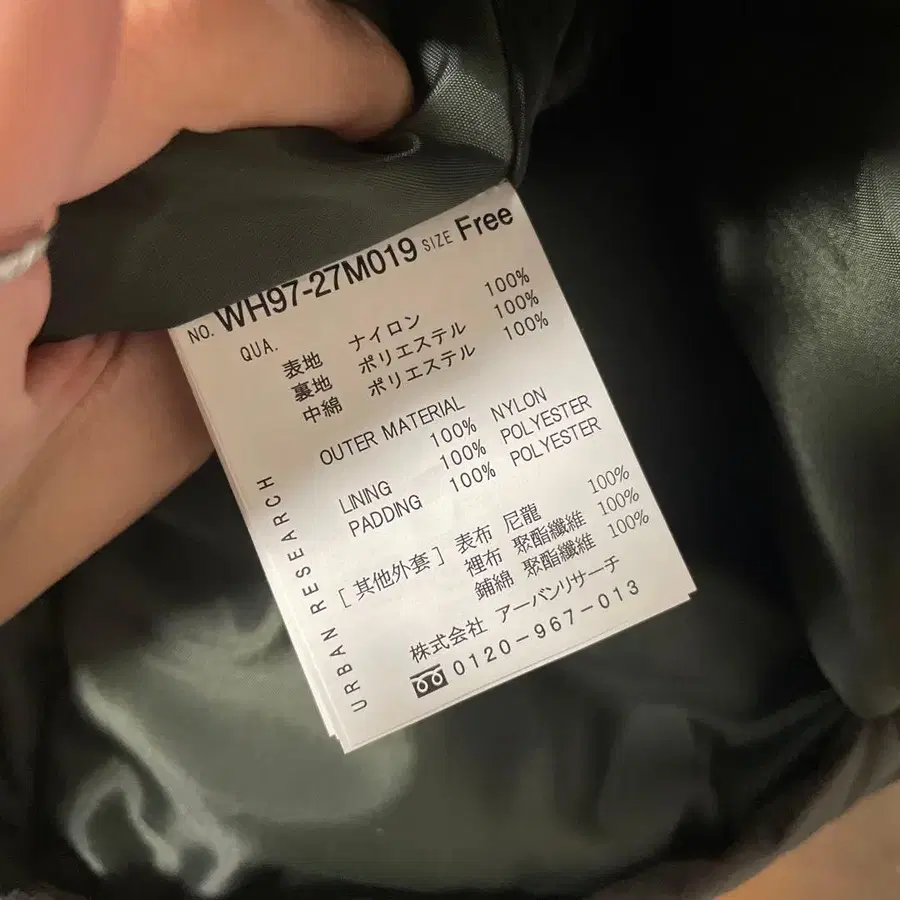 NO. WH97-27M019 SIZE Free
QUA.
表地 ナイロン 100%
裏地 ポリエステル 100%
中綿 ポリエステル 100%
OUTER MATERIAL
100% NYLON
LINING 100% POLYESTER
PADDING 100% POLYESTER
[其他外套] 表布 尼龍 100%
裡布 聚酯纖維 100%
鋪綿 聚酯纖維 100%
株式会社 アーバンリサーチ
0120-967-013
URBAN RESEARCH